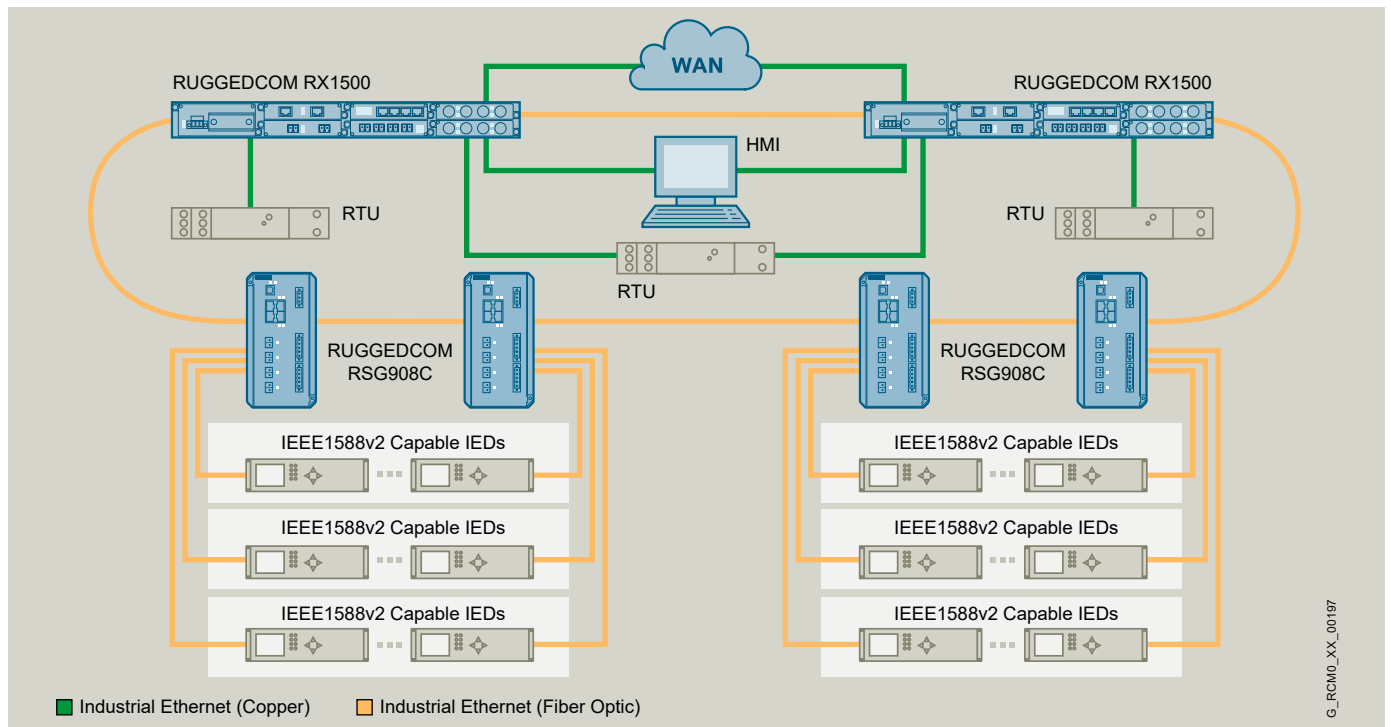 WAN
RUGGEDCOM RX1500
RUGGEDCOM RX1500
HMI
RTU
RTU
RTU
RUGGEDCOM
RSG908C
RUGGEDCOM
RSG908C
IEEE1588v2 Capable IEDs
IEEE1588v2 Capable IEDs
IEEE1588v2 Capable IEDs
IEEE1588v2 Capable IEDs
IEEE1588v2 Capable IEDs
IEEE1588v2 Capable IEDs
Industrial Ethernet (Copper)
Industrial Ethernet (Fiber Optic)
G_RCM0_XX_00197